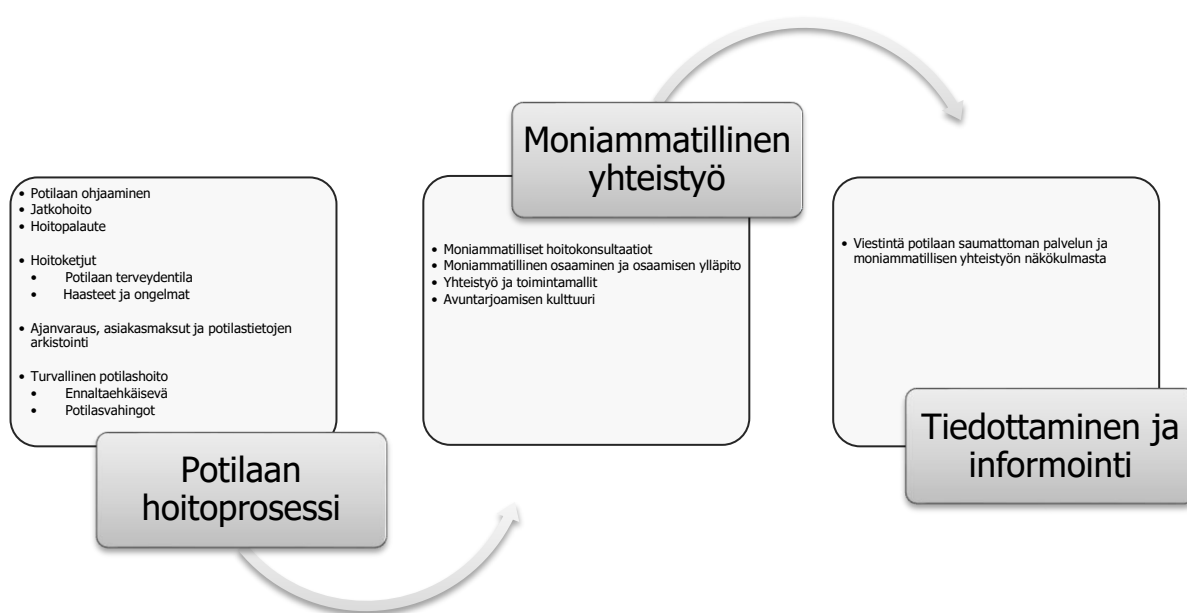 • Potilaan ohjaaminen
• Jatkohoito
• Hoitopalaute
• Hoitoketjut
• Potilaan terveydentila
• Haasteet ja ongelmat
• Ajanvaraus, asiakasmaksut ja potilastietojen
arkistointi
• Turvallinen potilashoito
• Ennaltaehkäisevä
• Potilasvahingot
Potilaan
hoitoprosessi
Moniammatillinen
yhteistyö
• Moniammatilliset hoitokonsultaatiot
• Moniammatillinen osaaminen ja osaamisen ylläpito
• Yhteistyö ja toimintamallit
• Avuntarjoamisen kulttuuri
• Viestintä potilaan saumattoman palvelun ja
moniammatillisen yhteistyön näkökulmasta
Tiedottaminen ja
informointi